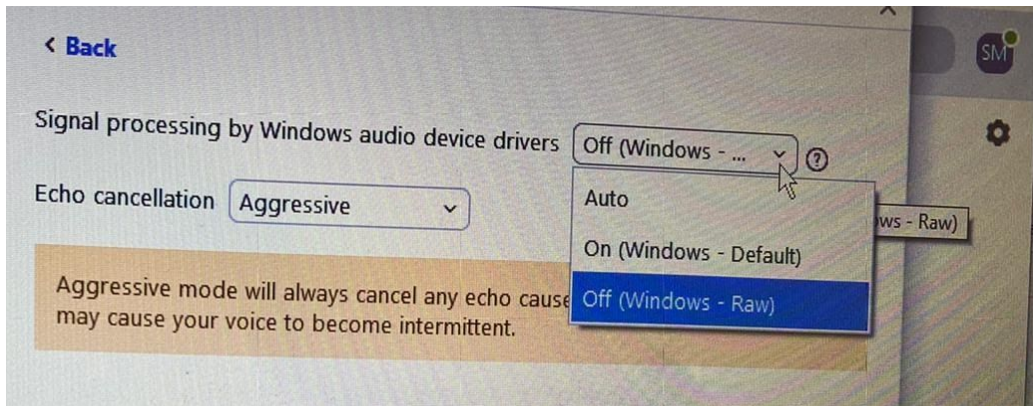 < Back
SM
Signal processing by Windows audio device drivers Off (Windows - ...
Auto
Echo cancellation Aggressive
ws - Raw)
On (Windows - Default)
Aggressive mode will always cancel any echo cause
Off (Windows - Raw)
may cause your voice to become intermittent.